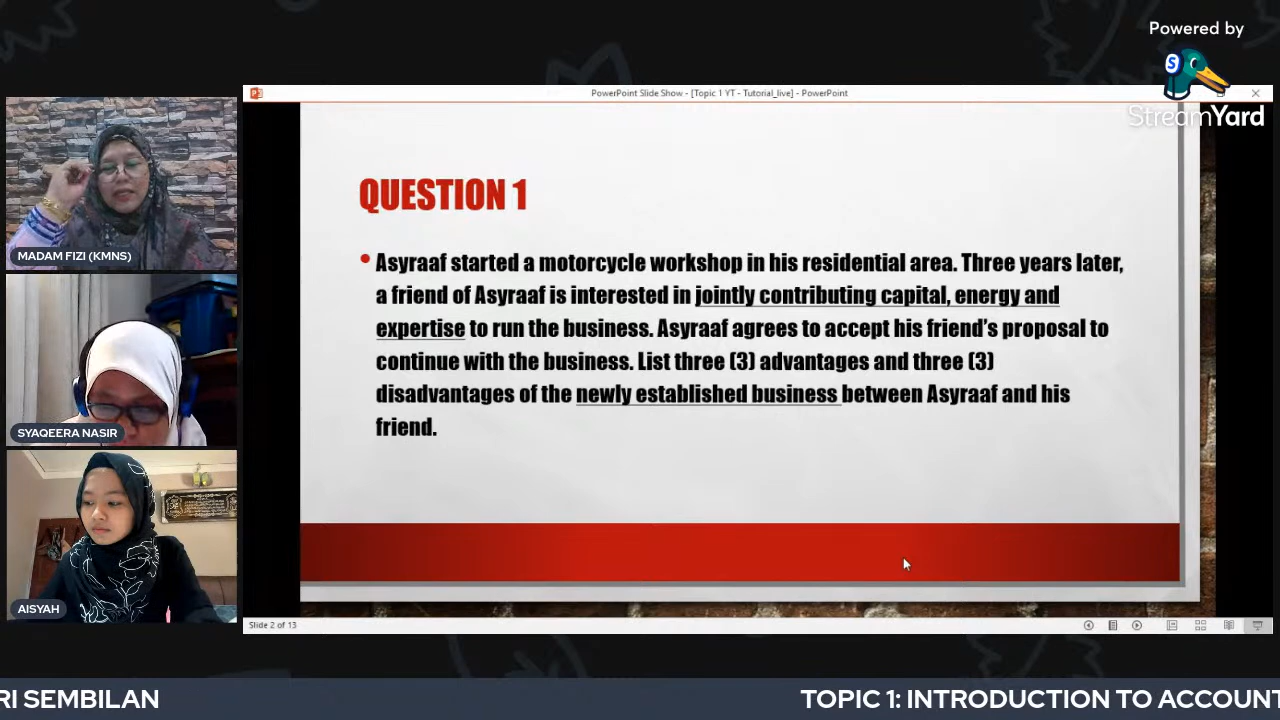 Powered by
StreamYard
PowerPoint Slide Show - [Topic 1 YT - Tutorial_live] - PowerPoint
MADAM FIZI (KMNS)
SYAQEERA NASIR
AISYAH
QUESTION 1
• Asyraaf started a motorcycle workshop in his residential area. Three years later,
a friend of Asyraaf is interested in jointly contributing capital, energy and
expertise to run the business. Asyraaf agrees to accept his friend's proposal to
continue with the business. List three (3) advantages and three (3)
disadvantages of the newly established business between Asyraaf and his
friend.
Slide 2 of 13
RI SEMBILAN
TOPIC 1: INTRODUCTION TO ACCOUNT